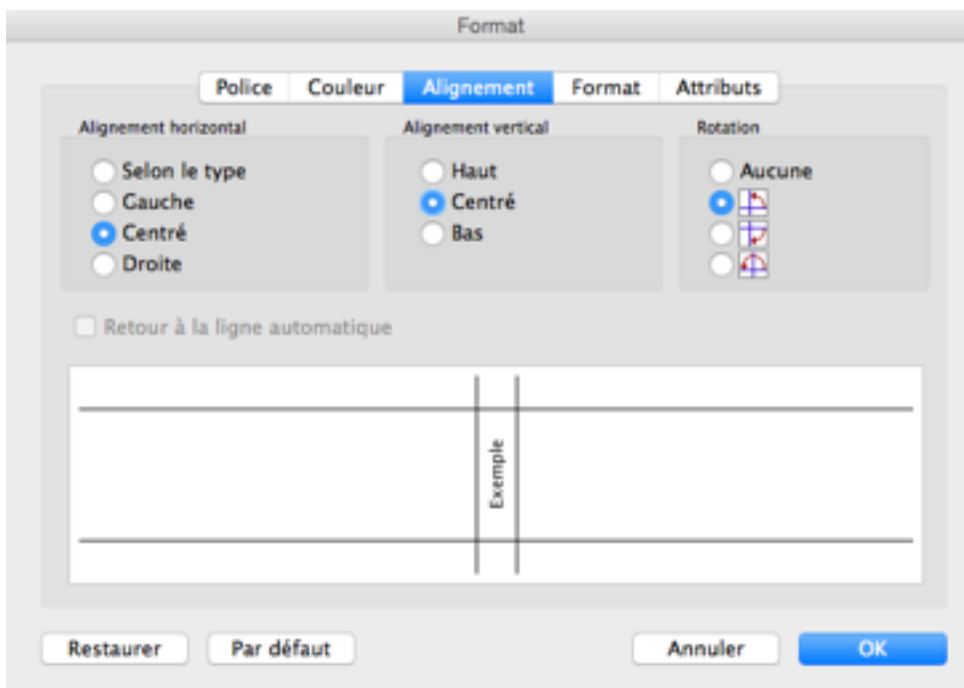 Format
Police Couleur Alignement Format Attributs
Alignement horizontal
Selon le type
Gauche
Centré
Droite
Alignement vertical
Haut
Centré
Bas
Rotation
Aucune
Retour à la ligne automatique
Exemple
Restaurer Par défaut Annuler OK